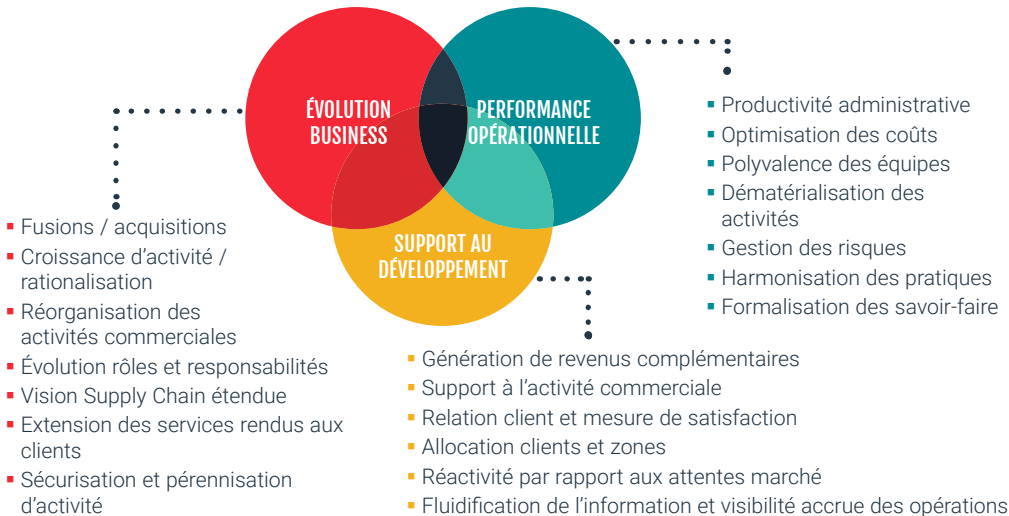 ÉVOLUTION
BUSINESS
PERFORMANCE
OPÉRATIONNELLE
SUPPORT AU
DÉVELOPPEMENT
▪ Fusions / acquisitions
▪ Croissance d’activité /
rationalisation
▪ Réorganisation des
activités commerciales
▪ Évolution rôles et responsabilités
▪ Vision Supply Chain étendue
▪ Extension des services rendus aux
clients
▪ Sécurisation et pérennisation
d’activité
▪ Productivité administrative
▪ Optimisation des coûts
▪ Polyvalence des équipes
▪ Dématérialisation des
activités
▪ Gestion des risques
▪ Harmonisation des pratiques
▪ Formalisation des savoir-faire
▪ Génération de revenus complémentaires
▪ Support à l’activité commerciale
▪ Relation client et mesure de satisfaction
▪ Allocation clients et zones
▪ Réactivité par rapport aux attentes marché
▪ Fluidification de l’information et visibilité accrue des opérations